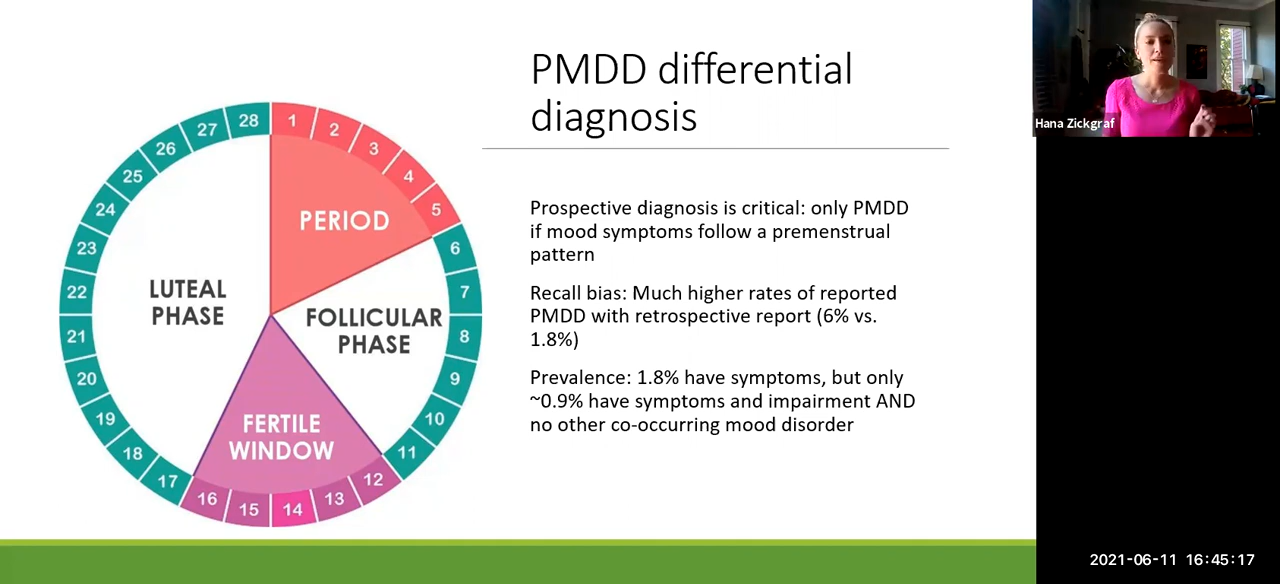 PMDD differential
diagnosis
Prospective diagnosis is critical: only PMDD
if mood symptoms follow a premenstrual
pattern
Recall bias: Much higher rates of reported
PMDD with retrospective report (6% vs.
1.8%)
Prevalence: 1.8% have symptoms, but only
~0.9% have symptoms and impairment AND
no other co-occurring mood disorder
1
2
3
4
5
6
7
8
9
10
11
12
13
14
15
16
17
18
19
20
21
22
23
24
25
26
27
28
PERIOD
FOLLICULAR
PHASE
FERTILE
WINDOW
LUTEAL
PHASE
Hana Zickgraf
2021-06-11 16:45:17